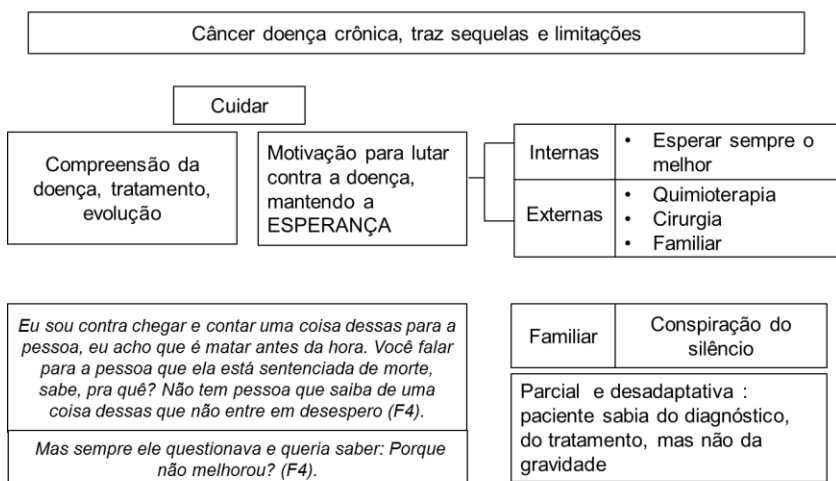 Câncer doença crônica, traz sequelas e limitações
Cuidar
Compreensão da
doença, tratamento,
evolução
Motivação para lutar
contra a doença,
mantendo a
ESPERANÇA
Internas
• Esperar sempre o
melhor
Externas
• Quimioterapia
• Cirurgia
• Familiar
Eu sou contra chegar e contar uma coisa dessas para a
pessoa, eu acho que é matar antes da hora. Você falar
para a pessoa que ela está sentenciada de morte,
sabe, pra quê? Não tem pessoa que saiba de uma
coisa dessas que não entre em desespero (F4).
Mas sempre ele questionava e queria saber: Porque
não melhorou? (F4).
Familiar
Conspiração do
silêncio
Parcial e desadaptativa :
paciente sabia do diagnóstico,
do tratamento, mas não da
gravidade